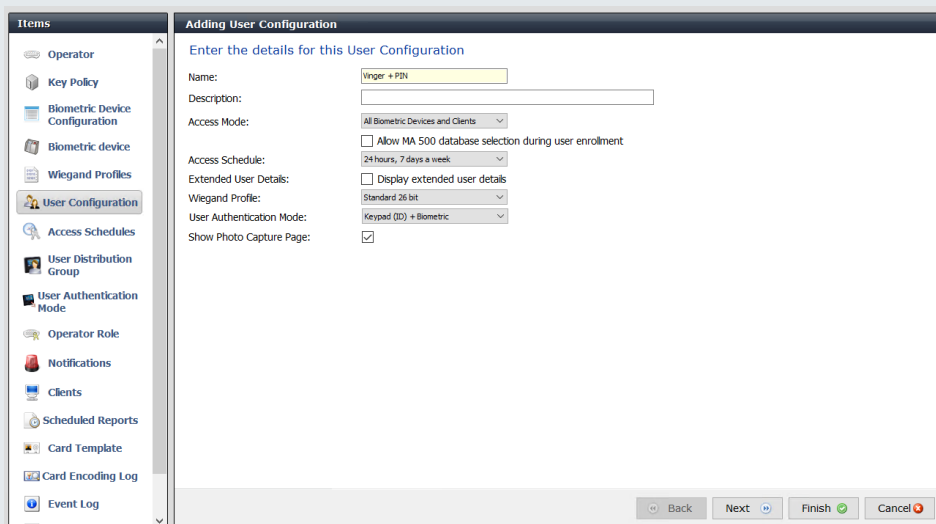 Items
Operator
Key Policy
Biometric Device
Configuration
Biometric device
Wiegand Profiles
User Configuration
Access Schedules
User Distribution
Group
User Authentication
Mode
Operator Role
Notifications
Clients
Scheduled Reports
Card Template
Card Encoding Log
Event Log
Adding User Configuration
Enter the details for this User Configuration
Name: Vinger + PIN
Description:
Access Mode: All Biometric Devices and Clients
Allow MA 500 database selection during user enrollment
Access Schedule: 24 hours, 7 days a week
Extended User Details: Display extended user details
Wiegand Profile: Standard 26 bit
User Authentication Mode: Keypad (ID) + Biometric
Show Photo Capture Page:
Back Next Finish Cancel